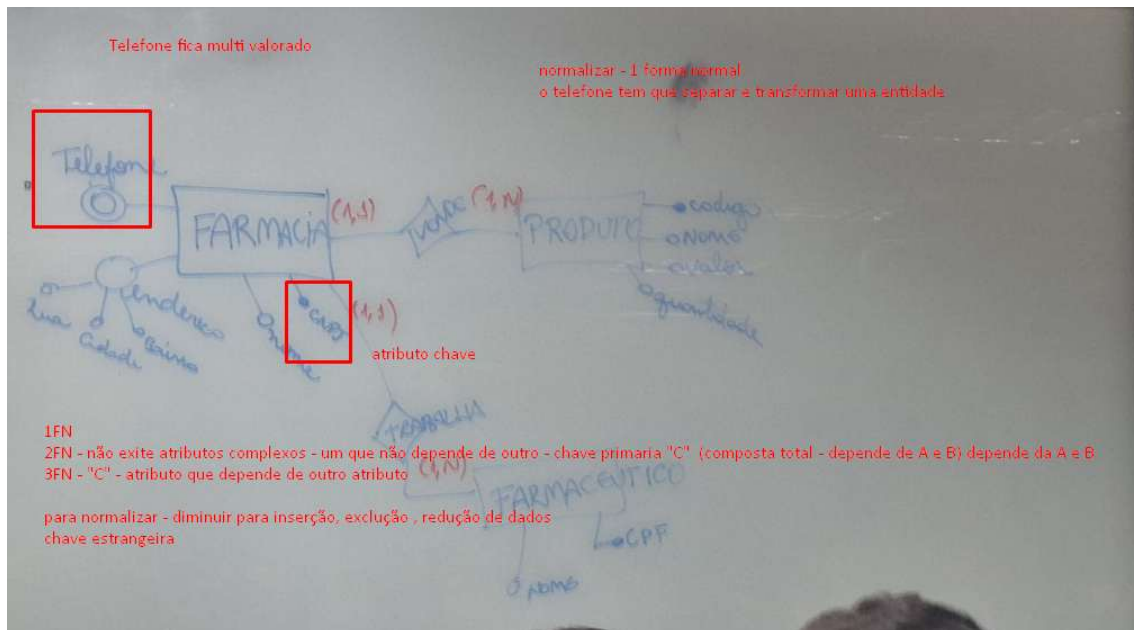 Telefone fica multi valorado
normalizar - 1 forma normal
o telefone tem que separar e transformar uma entidade
Telefone
FARMACIA
(1,1)
VENDE
(1,N)
PRODUTO
codigo
Nome
valor
quantidade
endereço
Rua
Cidade
Bairro
nome
CNPJ
(1,1)
atributo chave
TRABALHA
1FN
2FN - não exite atributos complexos - um que não depende de outro - chave primaria "C" (composta total - depende de A e B) depende da A e B
3FN - "C" - atributo que depende de outro atributo
(1,N)
FARMACEUTICO
para normalizar - diminuir para inserção, exclução , redução de dados
chave estrangeira
CPF
NOME